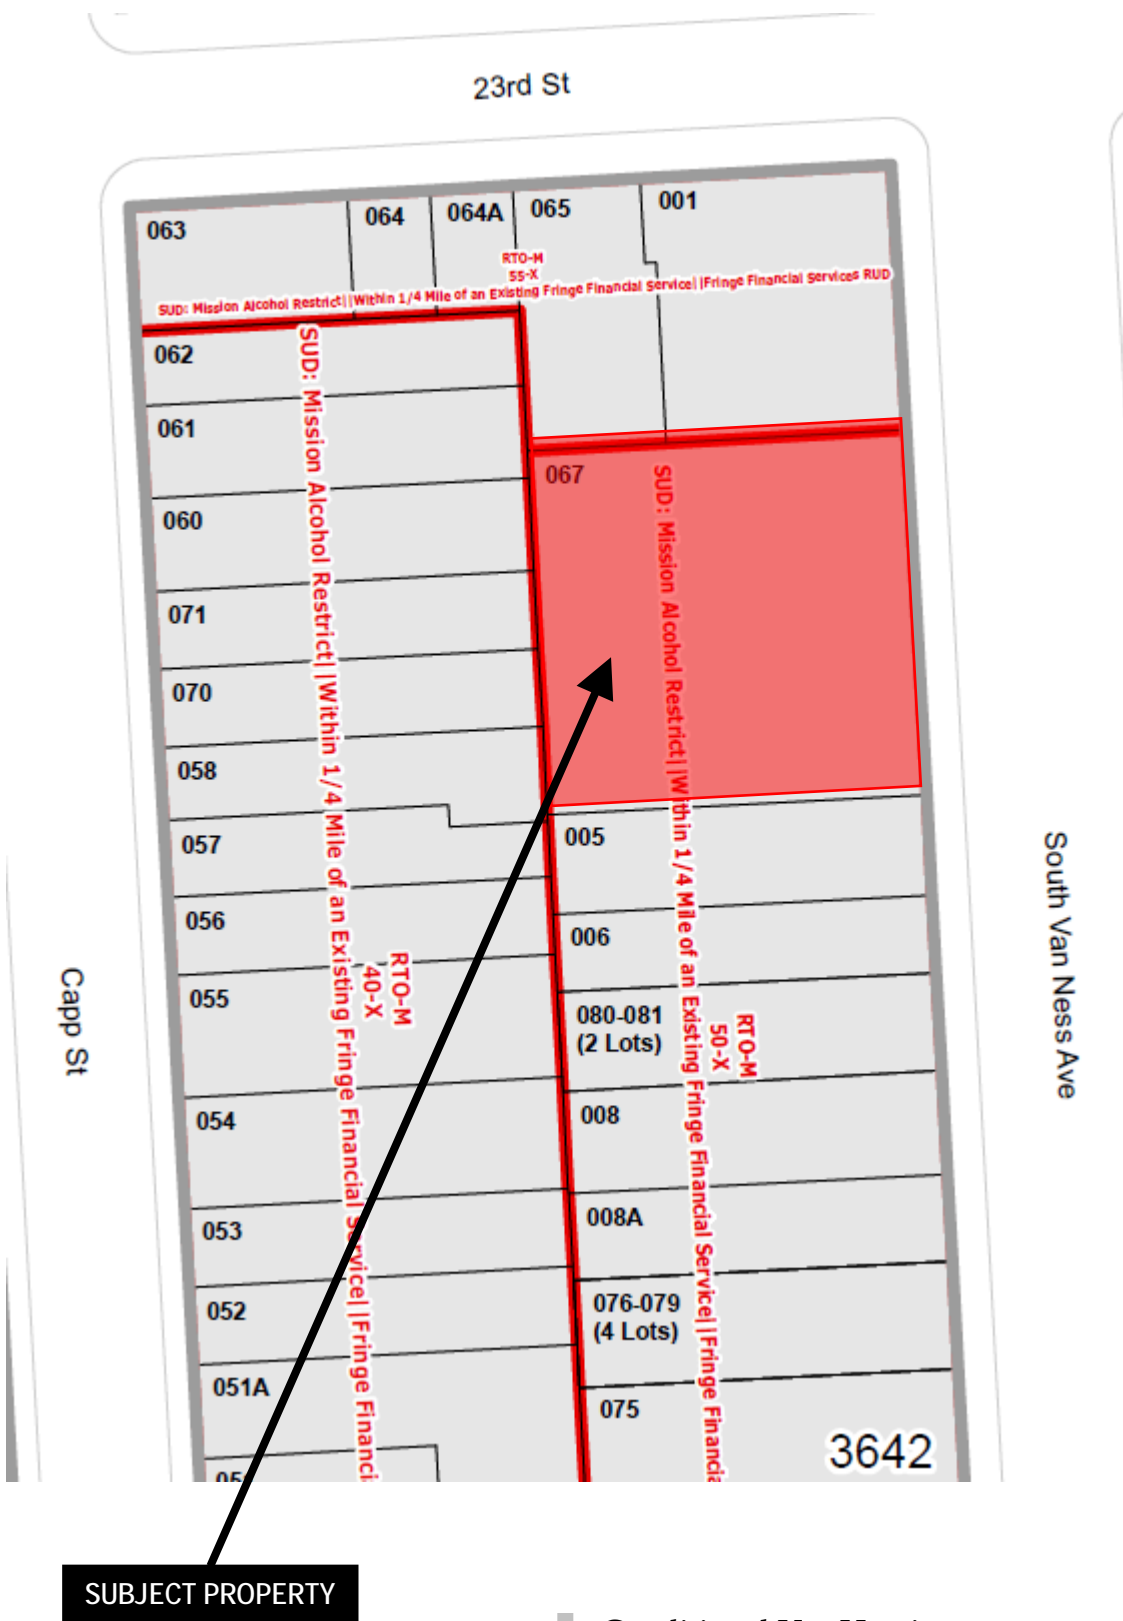 23rd St
063
064
064A
065
001
RTO-M
55-X
SUD: Mission Alcohol Restrict||Within 1/4 Mile of an Existing Fringe Financial Service||Fringe Financial Services RUD
062
061
060
071
070
058
057
056
055
054
053
052
051A
SUD: Mission Alcohol Restrict||Within 1/4 Mile of an Existing Fringe Financial Service||Fringe Financi
RTO-M
40-X
067
005
006
080-081
(2 Lots)
008
008A
076-079
(4 Lots)
075
SUD: Mission Alcohol Restrict||Within 1/4 Mile of an Existing Fringe Financial Service||Fringe Financia
RTO-M
50-X
3642
Capp St
South Van Ness Ave
SUBJECT PROPERTY